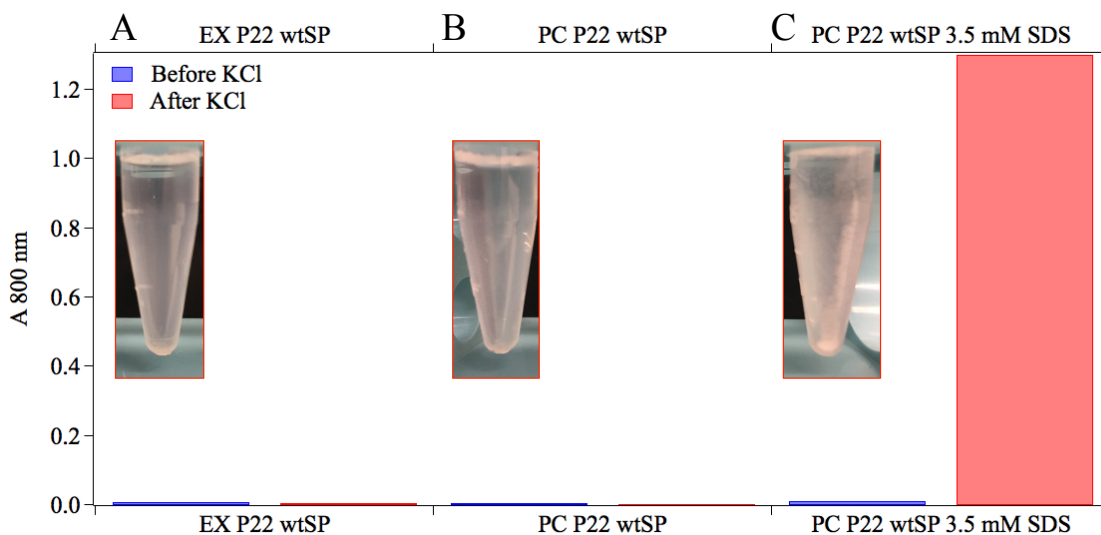 A
EX P22 wtSP
B
PC P22 wtSP
C
PC P22 wtSP 3.5 mM SDS
Before KCl
After KCl
A 800 nm
1.2
1.0
0.8
0.6
0.4
0.2
0.0
EX P22 wtSP
PC P22 wtSP
PC P22 wtSP 3.5 mM SDS